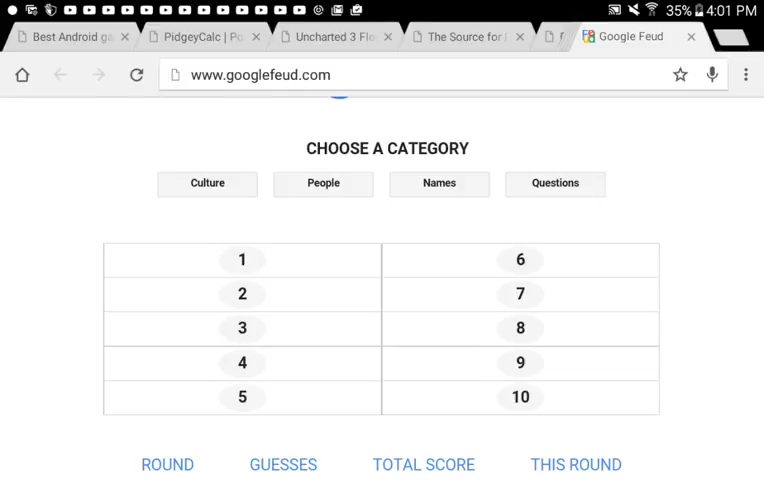 35% 4:01 PM
Best Android ga
PidgeyCalc | Po
Uncharted 3 Flo
The Source for
Google Feud
www.googlefeud.com
CHOOSE A CATEGORY
Culture People Names Questions
1 6
2 7
3 8
4 9
5 10
ROUND GUESSES TOTAL SCORE THIS ROUND